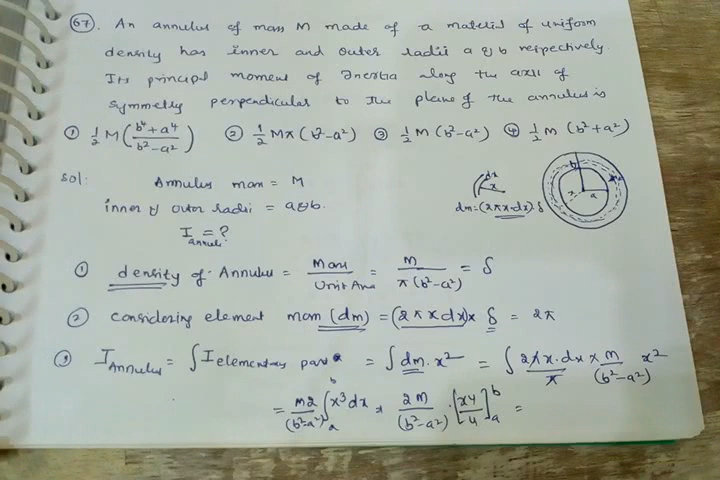 67. An annulus of mass M made of a material of uniform
density has inner and outer radii a & b respectively.
Its principal moment of Inertia along the axis of
symmetry perpendicular to the plane of the annulus is
① 1/2 M((b⁴+a⁴)/(b²-a²)) ② 1/2 Mπ(b²-a²) ③ 1/2 M(b²-a²) ④ 1/2 m (b²+a²)
Sol: Annulus mass = M
inner & outer radii = a&b.
I annulus = ?
dx
x
dm=(2πx·dx)·δ
b
a
x
① density of Annulus = Mass/Unit Area = M/(π(b²-a²)) = δ
② considering element mass (dm) = (2πxdx)× δ = 2π
③ I Annulus = ∫I elementary part = ∫dm·x² = ∫ (2πx·dx)/π × M/(b²-a²) x²
= M2/(b²-a²) ∫ₐᵇ x³dx = 2M/(b²-a²) · [x⁴/4]ₐᵇ =